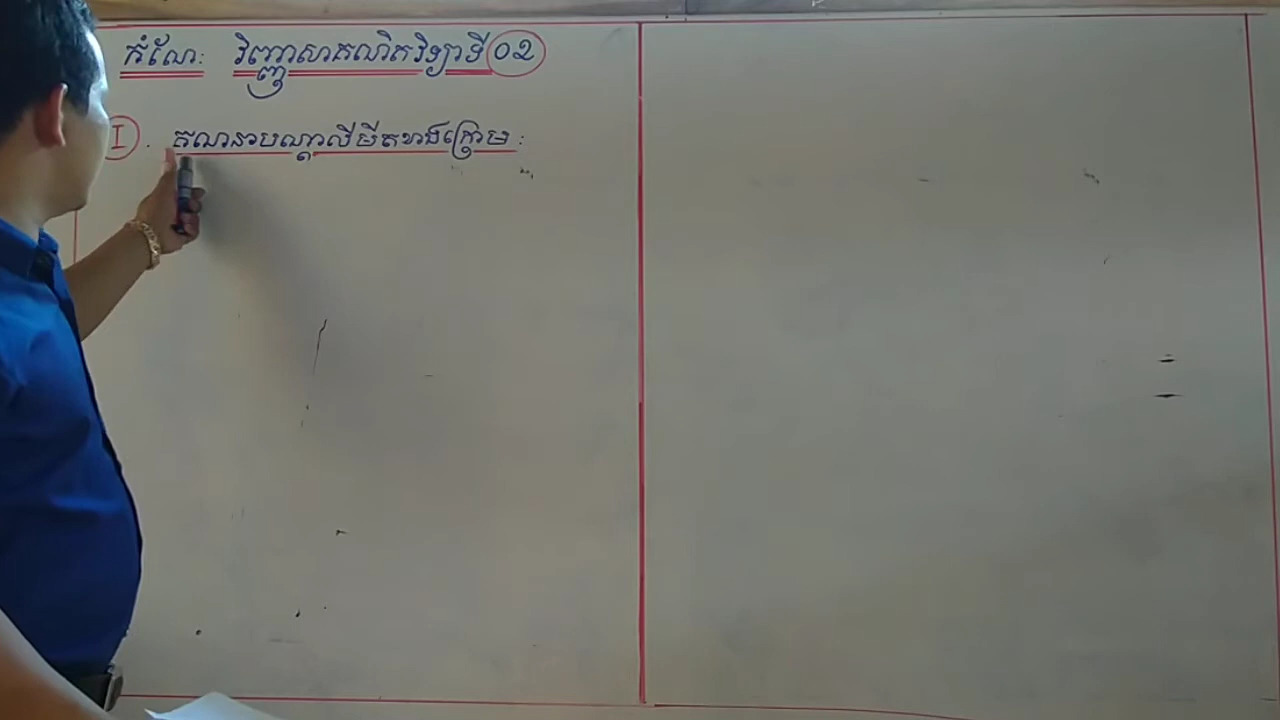 កំណែ: វិញ្ញាសាគណិតវិទ្យាទី ០២
I. គណនាបណ្តាលីមីតខាងក្រោម :